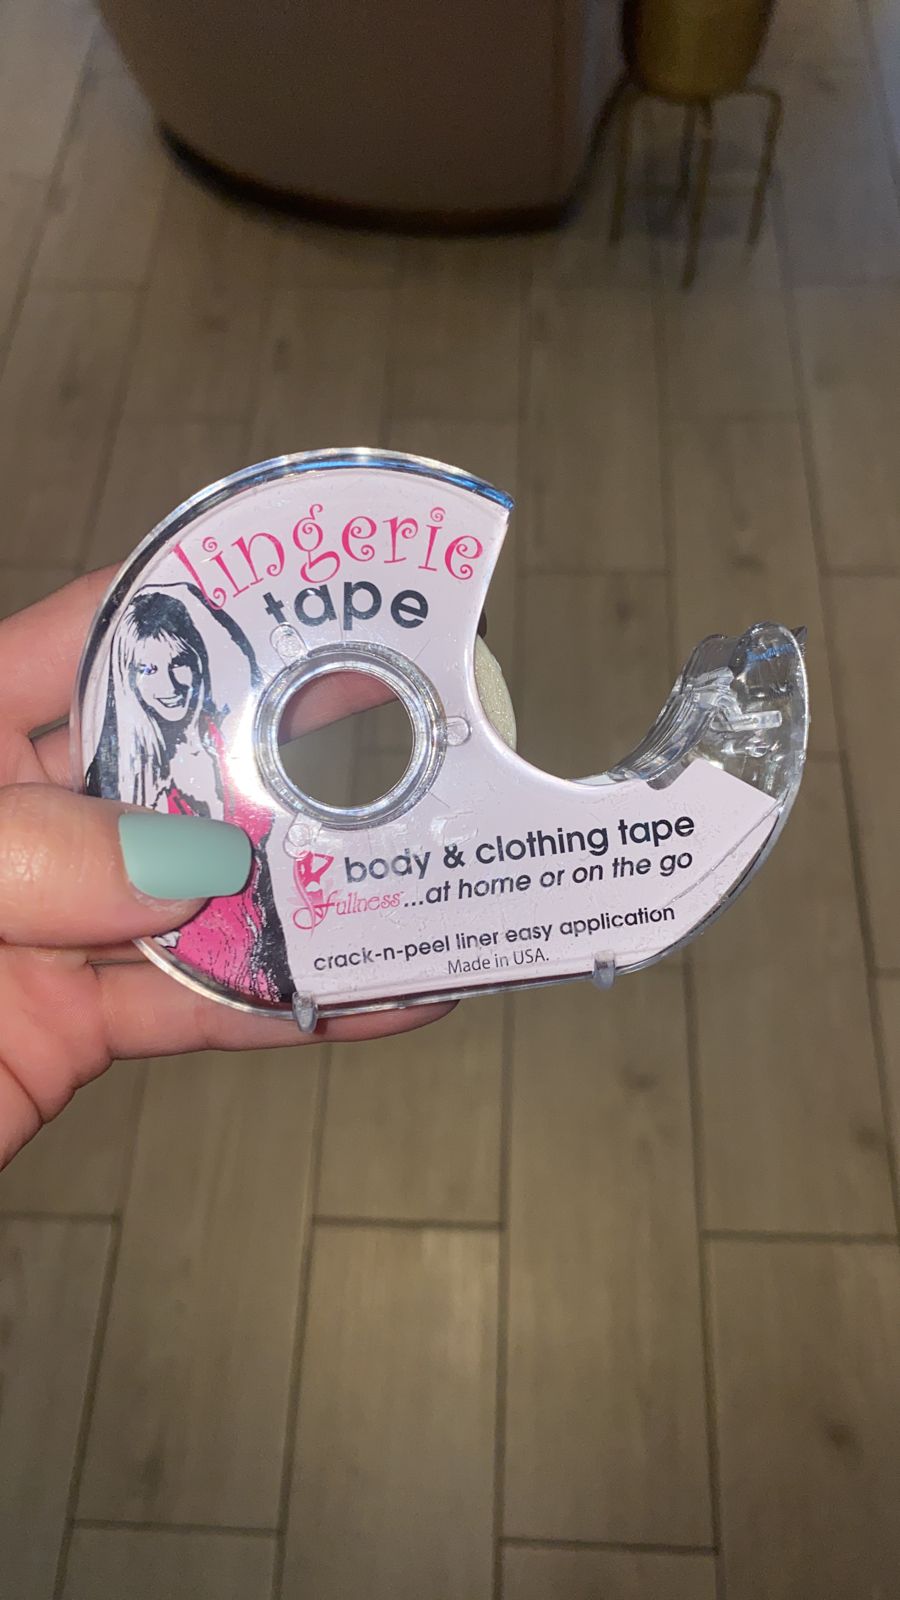 lingerie
tape
body & clothing tape
fullness ...at home or on the go
crack-n-peel liner easy application
Made in USA.